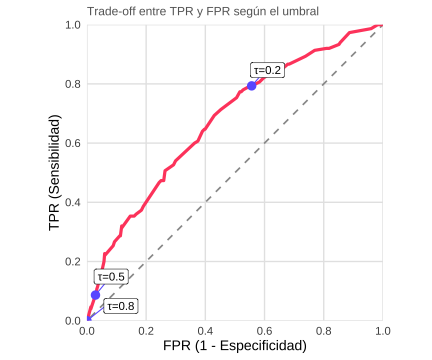 Trade-off entre TPR y FPR según el umbral
1.0
0.8
0.6
0.4
0.2
0.0
TPR (Sensibilidad)
τ=0.2
τ=0.5
τ=0.8
0.0 0.2 0.4 0.6 0.8 1.0
FPR (1 - Especificidad)